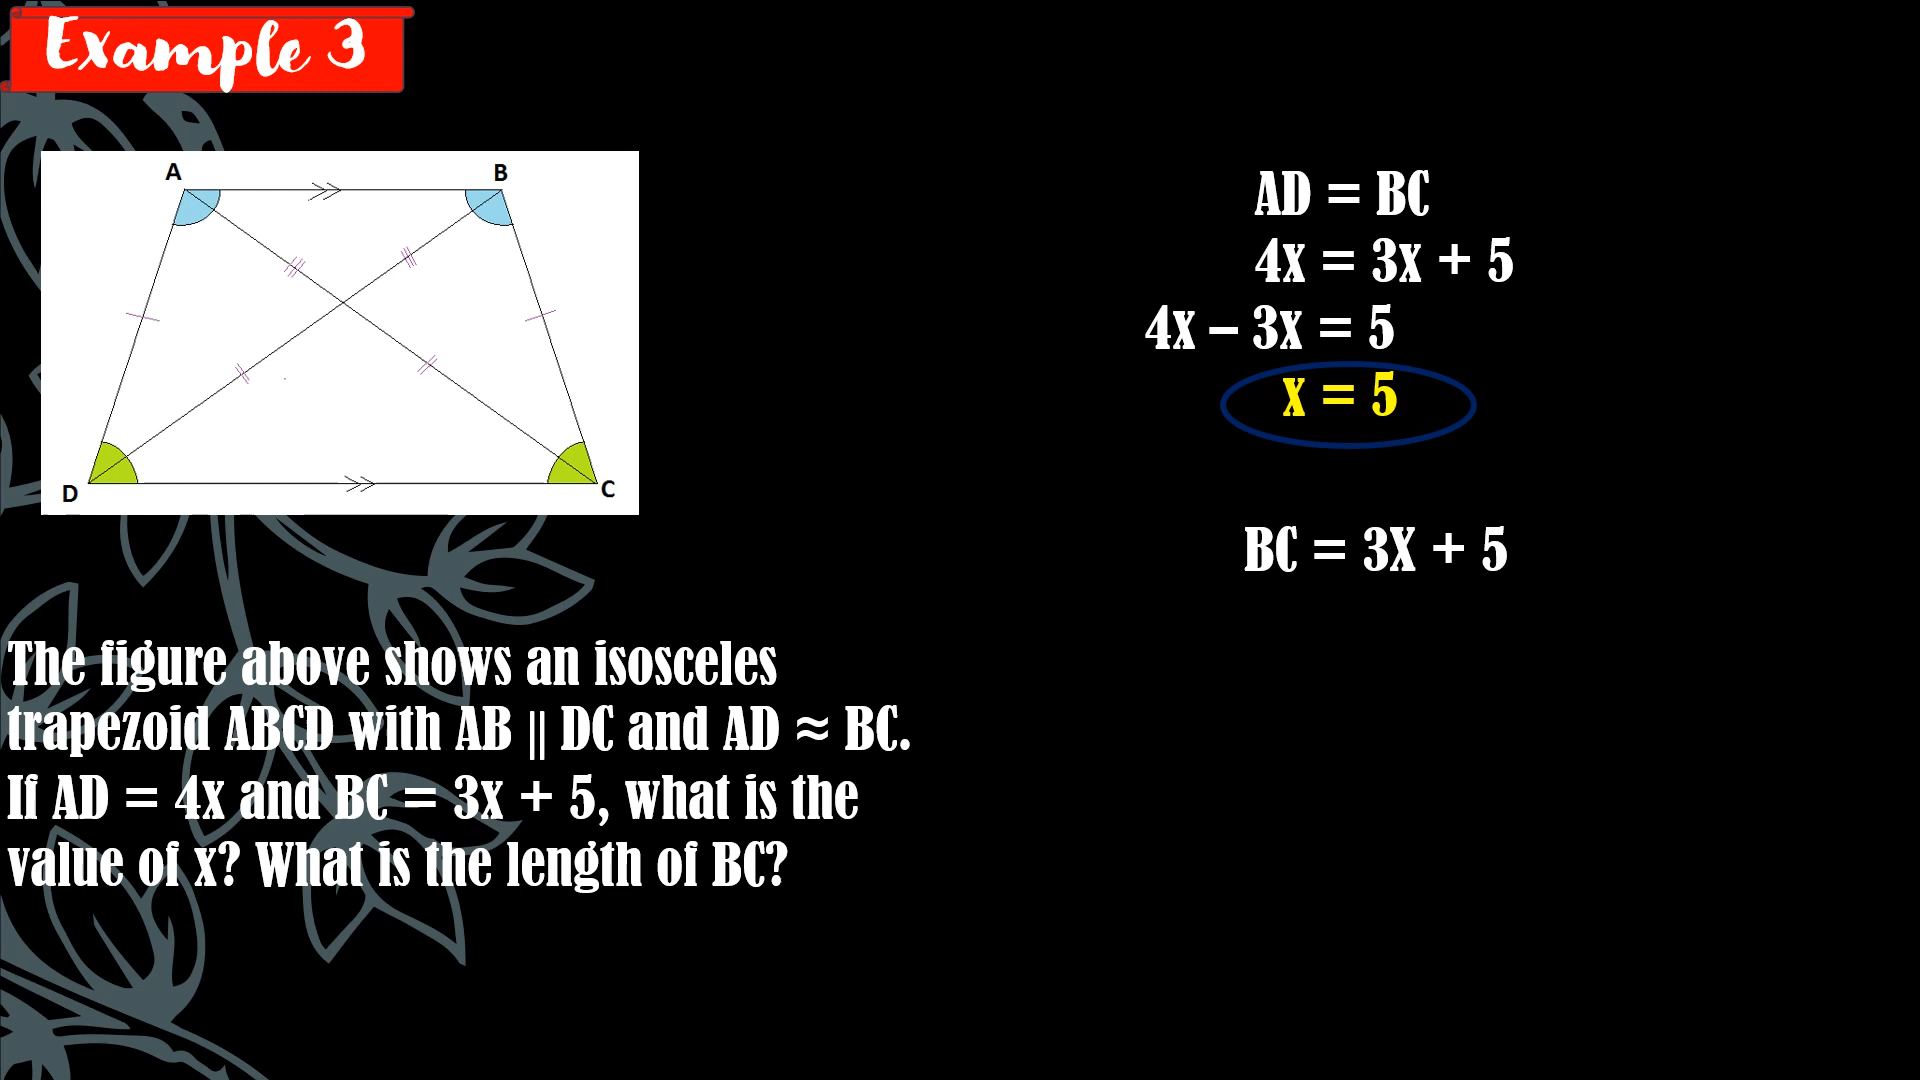 Example 3
A
B
D
C
AD = BC
4x = 3x + 5
4x – 3x = 5
x = 5
BC = 3X + 5
The figure above shows an isosceles
trapezoid ABCD with AB || DC and AD ≈ BC.
If AD = 4x and BC = 3x + 5, what is the
value of x? What is the length of BC?